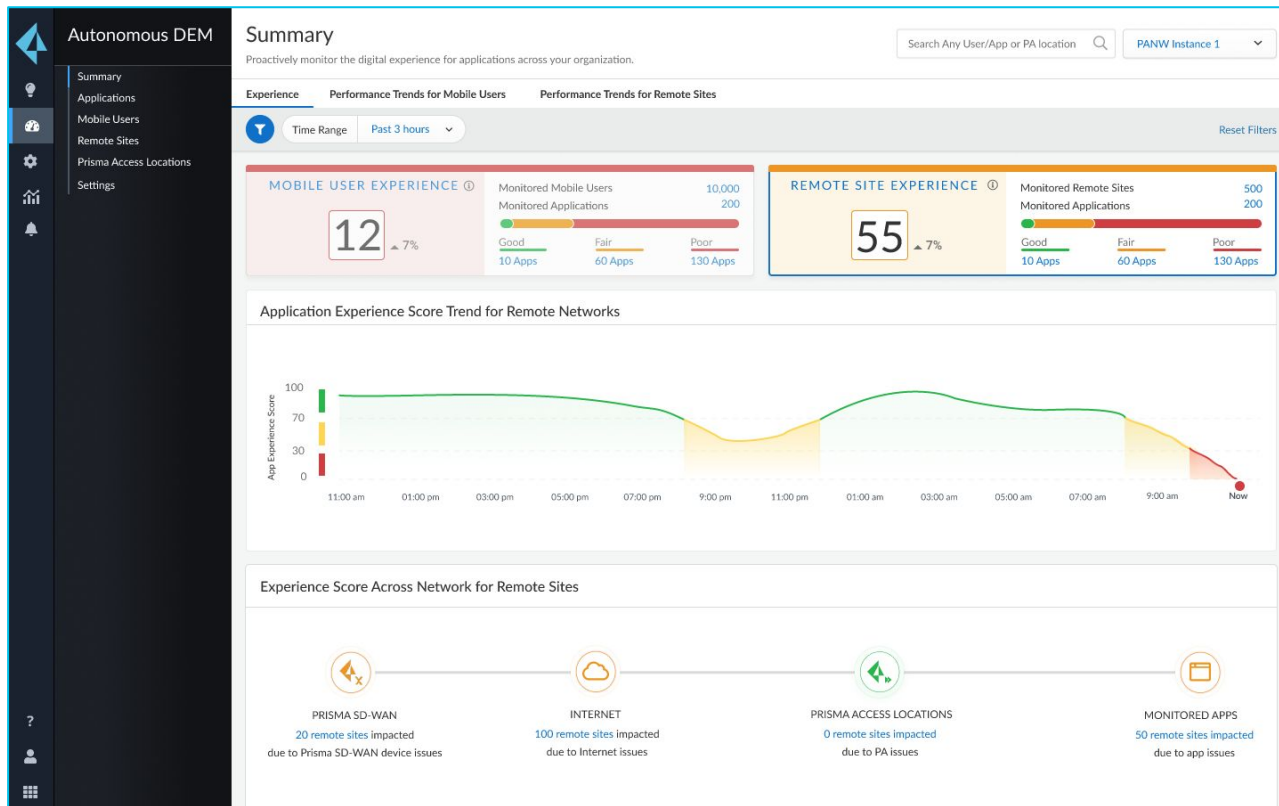 Autonomous DEM
Summary
Applications
Mobile Users
Remote Sites
Prisma Access Locations
Settings
?
Summary
Proactively monitor the digital experience for applications across your organization.
Search Any User/App or PA location
PANW Instance 1
Experience Performance Trends for Mobile Users Performance Trends for Remote Sites
Time Range Past 3 hours
Reset Filters
MOBILE USER EXPERIENCE
12 7%
Monitored Mobile Users 10,000
Monitored Applications 200
Good Fair Poor
10 Apps 60 Apps 130 Apps
REMOTE SITE EXPERIENCE
55 7%
Monitored Remote Sites 500
Monitored Applications 200
Good Fair Poor
10 Apps 60 Apps 130 Apps
Application Experience Score Trend for Remote Networks
App Experience Score
100
70
30
0
11:00 am 01:00 pm 03:00 pm 05:00 pm 07:00 pm 9:00 pm 11:00 pm 01:00 am 03:00 am 05:00 am 07:00 am 9:00 am Now
Experience Score Across Network for Remote Sites
PRISMA SD-WAN
20 remote sites impacted
due to Prisma SD-WAN device issues
INTERNET
100 remote sites impacted
due to Internet issues
PRISMA ACCESS LOCATIONS
0 remote sites impacted
due to PA issues
MONITORED APPS
50 remote sites impacted
due to app issues